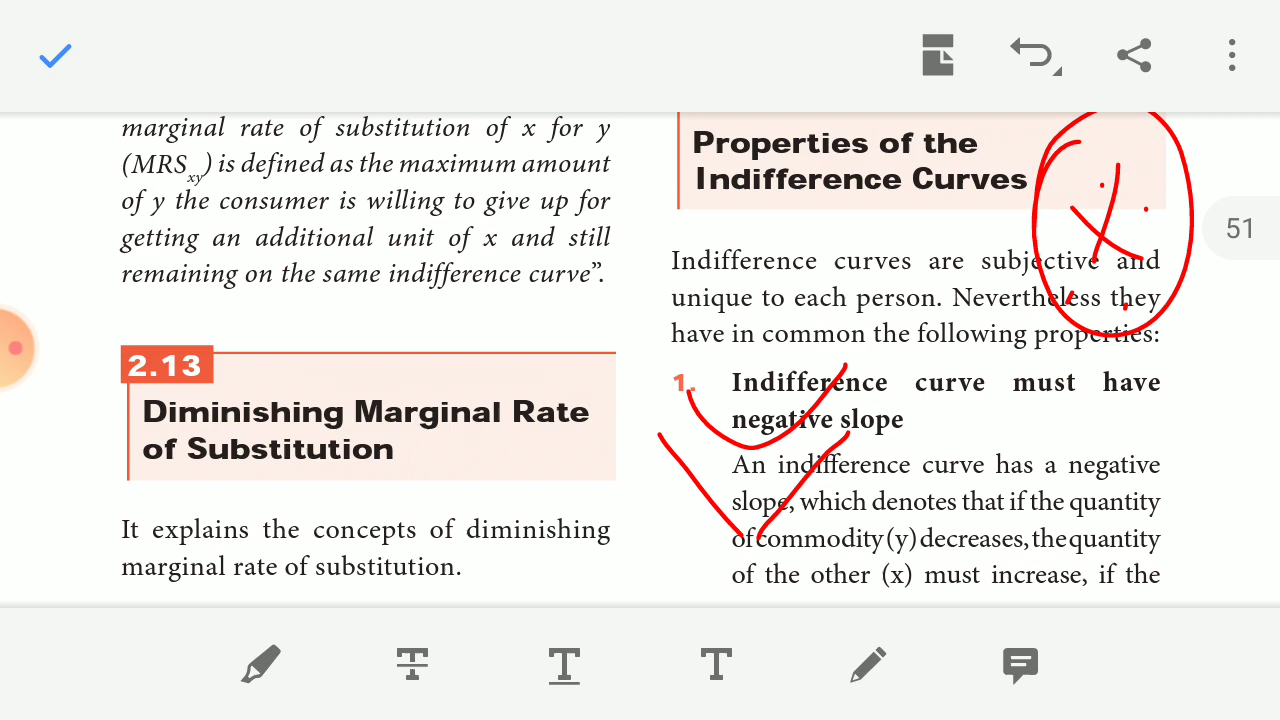 marginal rate of substitution of x for y
(MRSxy) is defined as the maximum amount
of y the consumer is willing to give up for
getting an additional unit of x and still
remaining on the same indifference curve”.
2.13
Diminishing Marginal Rate
of Substitution
It explains the concepts of diminishing
marginal rate of substitution.
Properties of the
Indifference Curves
51
Indifference curves are subjective and
unique to each person. Nevertheless they
have in common the following properties:
1. Indifference curve must have
negative slope
An indifference curve has a negative
slope, which denotes that if the quantity
of commodity (y) decreases, the quantity
of the other (x) must increase, if the